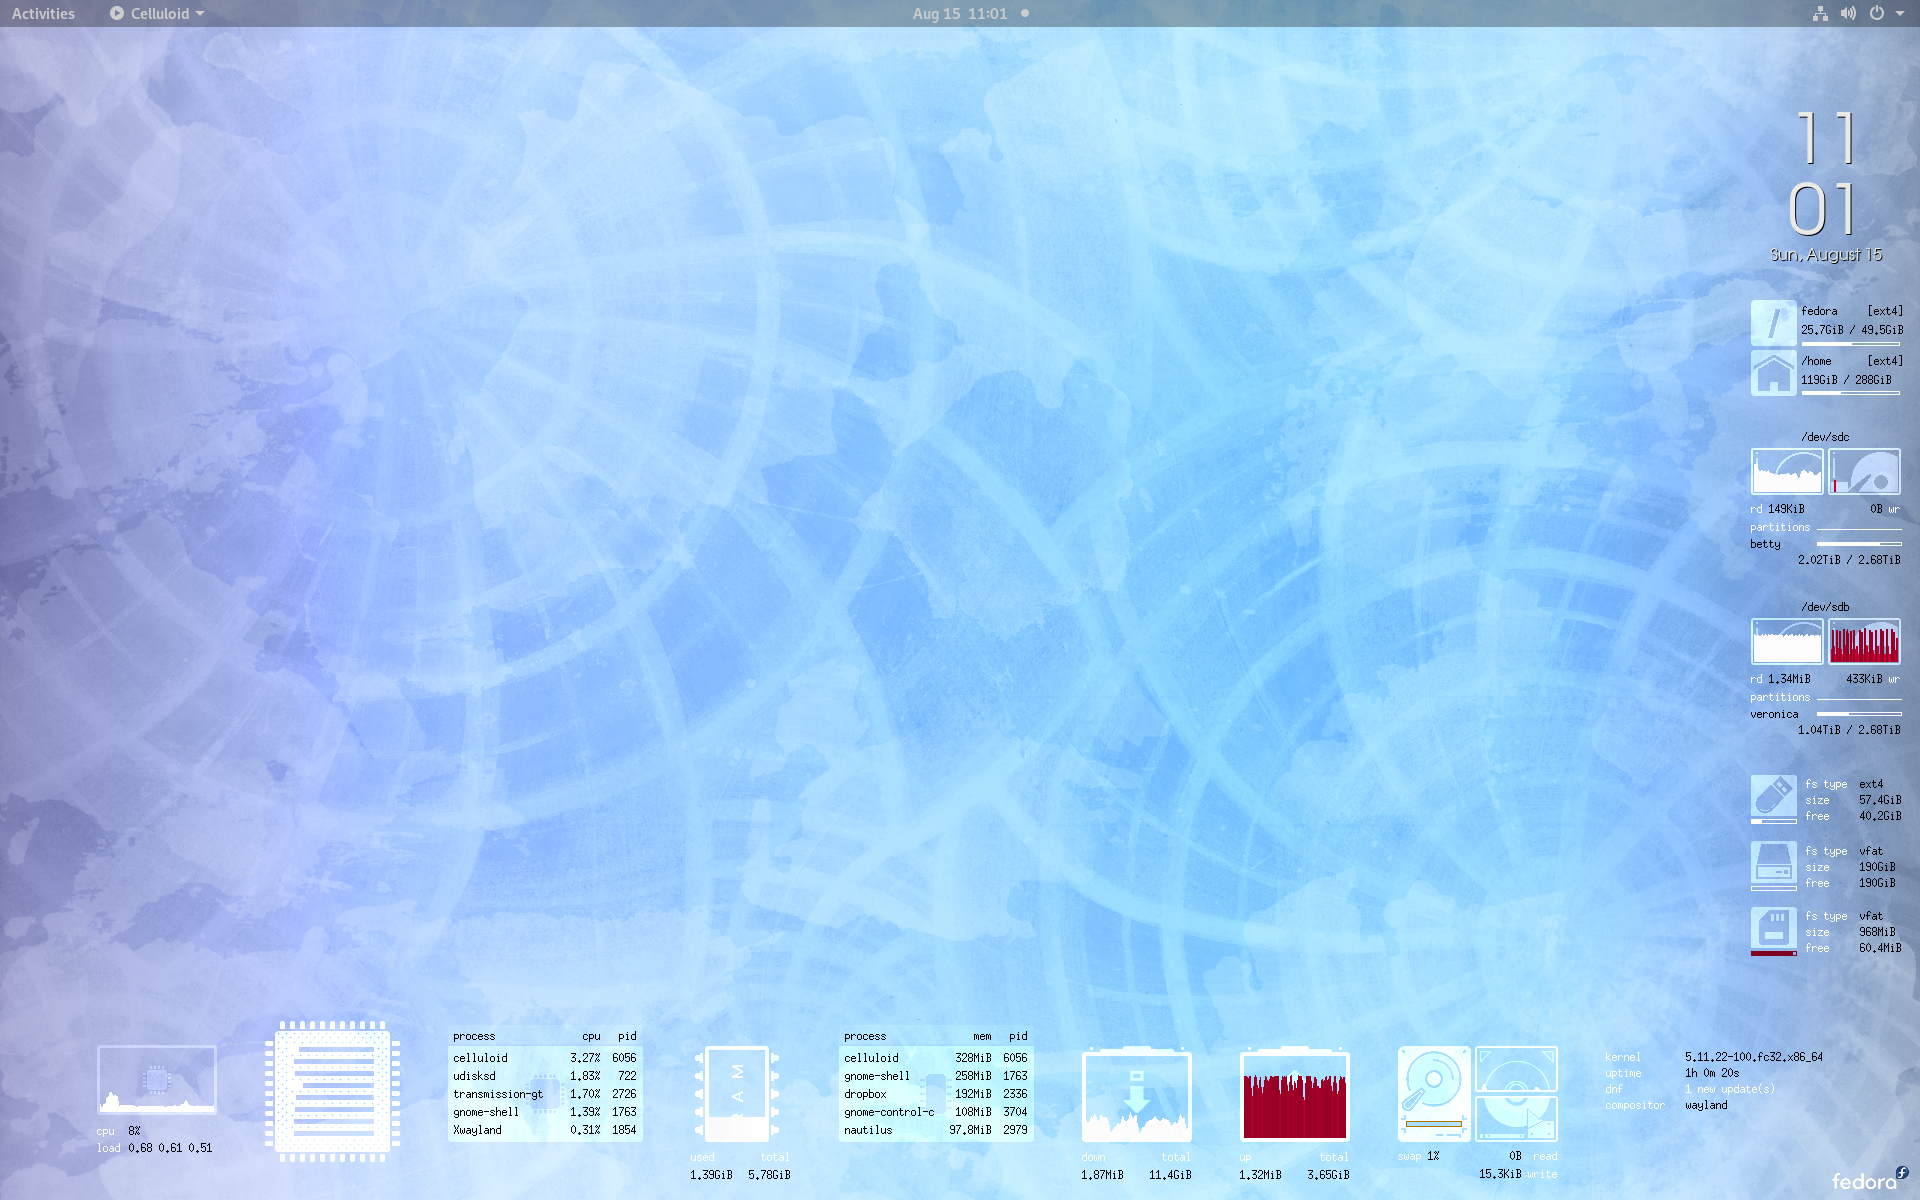 Activities Celluloid Aug 15 11:01
11
01
Sun, August 15
fedora [ext4]
25.7GiB / 49.5GiB
/home [ext4]
119GiB / 288GiB
/dev/sdc
rd 149KiB 0B wr
partitions
betty
2.02TiB / 2.68TiB
/dev/sdb
rd 1.34MiB 433KiB wr
partitions
veronica
1.04TiB / 2.68TiB
fs type ext4
size 57.4GiB
free 40.2GiB
fs type vfat
size 190GiB
free 190GiB
fs type vfat
size 968MiB
free 60.4MiB
cpu 8%
load 0.68 0.61 0.51
process cpu pid
celluloid 3.27% 6056
udisksd 1.83% 722
transmission-gt 1.70% 2726
gnome-shell 1.39% 1763
Xwayland 0.31% 1854
RAM
used total
1.39GiB 5.78GiB
process mem pid
celluloid 328MiB 6056
gnome-shell 258MiB 1763
dropbox 192MiB 2336
gnome-control-c 108MiB 3704
nautilus 97.8MiB 2979
down total
1.87MiB 11.4GiB
up total
1.32MiB 3.65GiB
swap 1% 0B read
15.3KiB write
kernel 5.11.22-100.fc32.x86_64
uptime 1h 0m 20s
dnf 1 new update(s)
compositor wayland
fedora